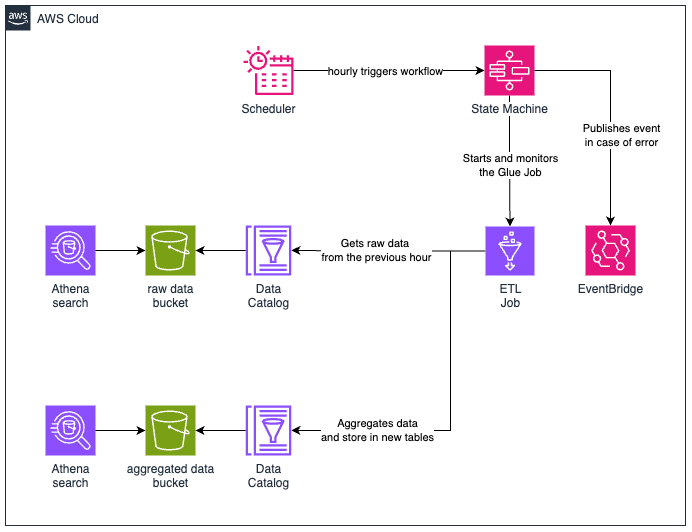 aws
AWS Cloud
hourly triggers workflow
Scheduler
State Machine
Publishes event
in case of error
Starts and monitors
the Glue Job
Gets raw data
from the previous hour
Athena
search
raw data
bucket
Data
Catalog
ETL
Job
EventBridge
Aggregates data
and store in new tables
Athena
search
aggregated data
bucket
Data
Catalog